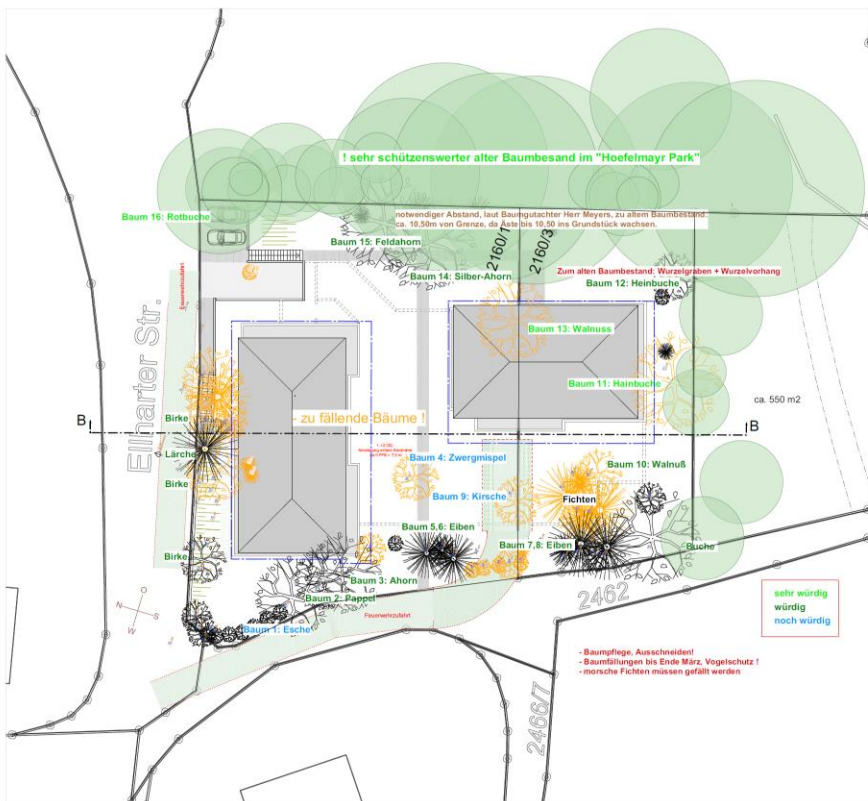 ! sehr schützenswerter alter Baumbesand im "Hoefelmayr Park"
Baum 16: Rotbuche
notwendiger Abstand, laut Baumgutachter Herr Meyers, zu altem Baumbestand:
ca. 10,50m von Grenze, da Äste bis 10,50 ins Grundstück wachsen.
Baum 15: Feldahorn
2160/1
2160/3
Baum 14: Silber-Ahorn
Zum alten Baumbestand: Wurzelgraben + Wurzelvorhang
Baum 12: Heinbuche
Feuerwehrzufahrt
Ellharter Str.
Baum 13: Walnuss
Baum 11: Hainbuche
ca. 550 m2
B
Birke
- zu fällende Bäume !
B
Lärche
Baum 4: Zwergmispel
Baum 10: Walnuß
Birke
Baum 9: Kirsche
Fichten
Baum 5,6: Eiben
Baum 7,8: Eiben
Buche
Birke
Baum 3: Ahorn
Baum 2: Pappel
2462
sehr würdig
würdig
noch würdig
O
N
S
W
Feuerwehrzufahrt
Baum 1: Esche
- Baumpflege, Ausschneiden!
- Baumfällungen bis Ende März, Vogelschutz !
- morsche Fichten müssen gefällt werden
2466/7